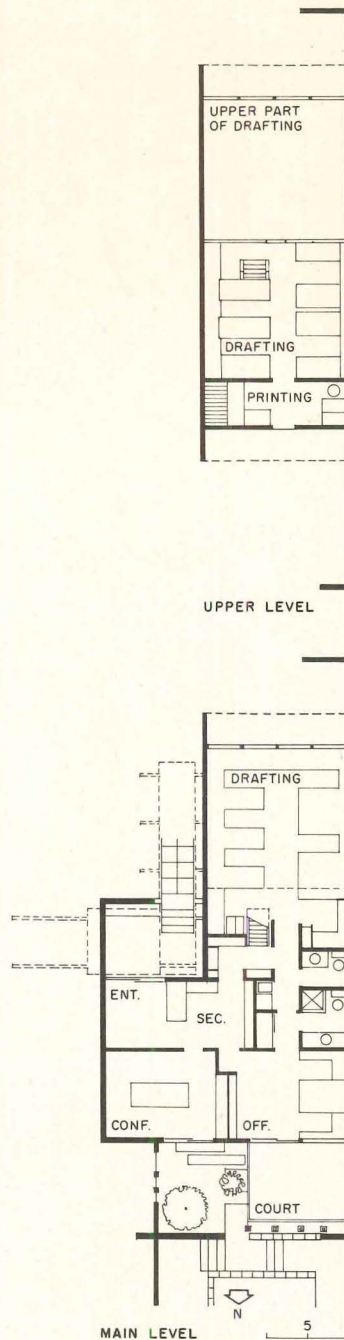 UPPER PART
OF DRAFTING
DRAFTING
PRINTING
UPPER LEVEL
DRAFTING
ENT.
SEC.
CONF.
OFF.
COURT
N
MAIN LEVEL
5